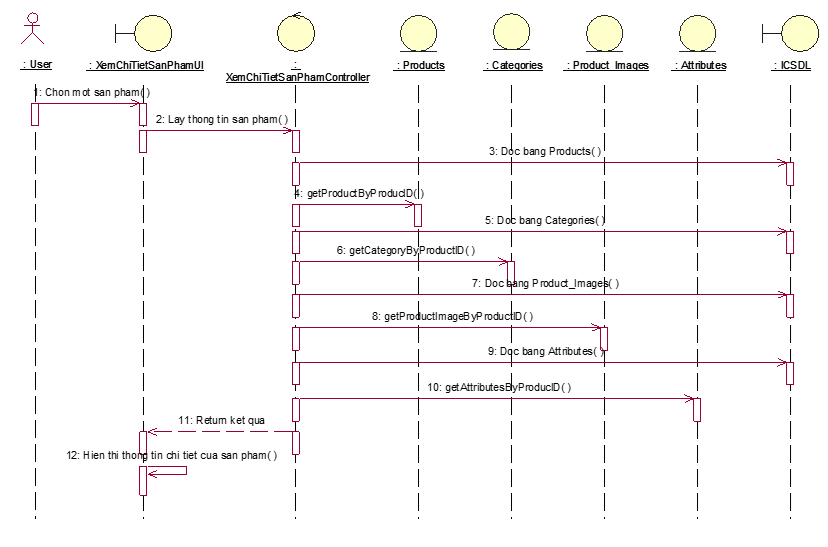 : User
: XemChiTietSanPhamUI
:
XemChiTietSanPhamController
: Products
: Categories
: Product_Images
: Attributes
: ICSDL
1: Chon mot san pham( )
2: Lay thong tin san pham( )
3: Doc bang Products( )
4: getProductByProducID( )
5: Doc bang Categories( )
6: getCategoryByProductID( )
7: Doc bang Product_Images( )
8: getProductImageByProductID( )
9: Doc bang Attributes( )
10: getAttributesByProducID( )
11: Return ket qua
12: Hien thi thong tin chi tiet cua san pham( )